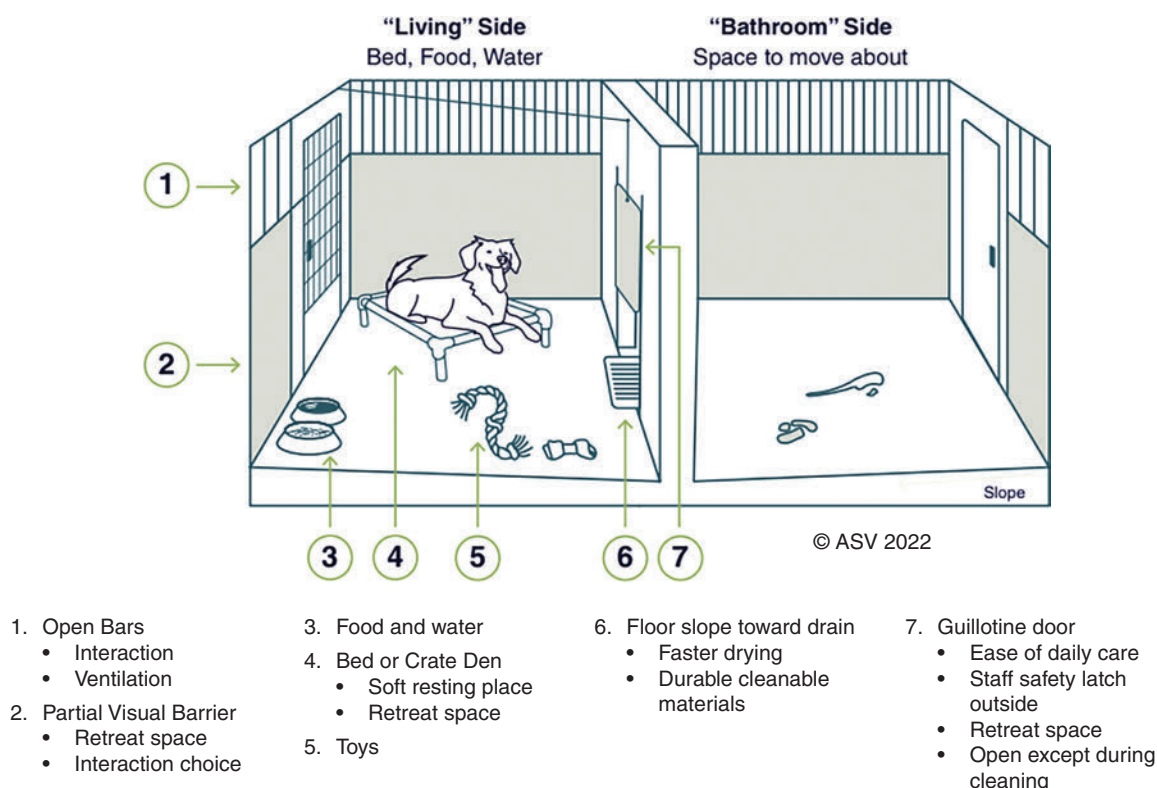 “Living” Side
Bed, Food, Water
“Bathroom” Side
Space to move about
1
2
3
4
5
6
7
Slope
© ASV 2022
1. Open Bars
• Interaction
• Ventilation
2. Partial Visual Barrier
• Retreat space
• Interaction choice
3. Food and water
4. Bed or Crate Den
• Soft resting place
• Retreat space
5. Toys
6. Floor slope toward drain
• Faster drying
• Durable cleanable
materials
7. Guillotine door
• Ease of daily care
• Staff safety latch
outside
• Retreat space
• Open except during
cleaning